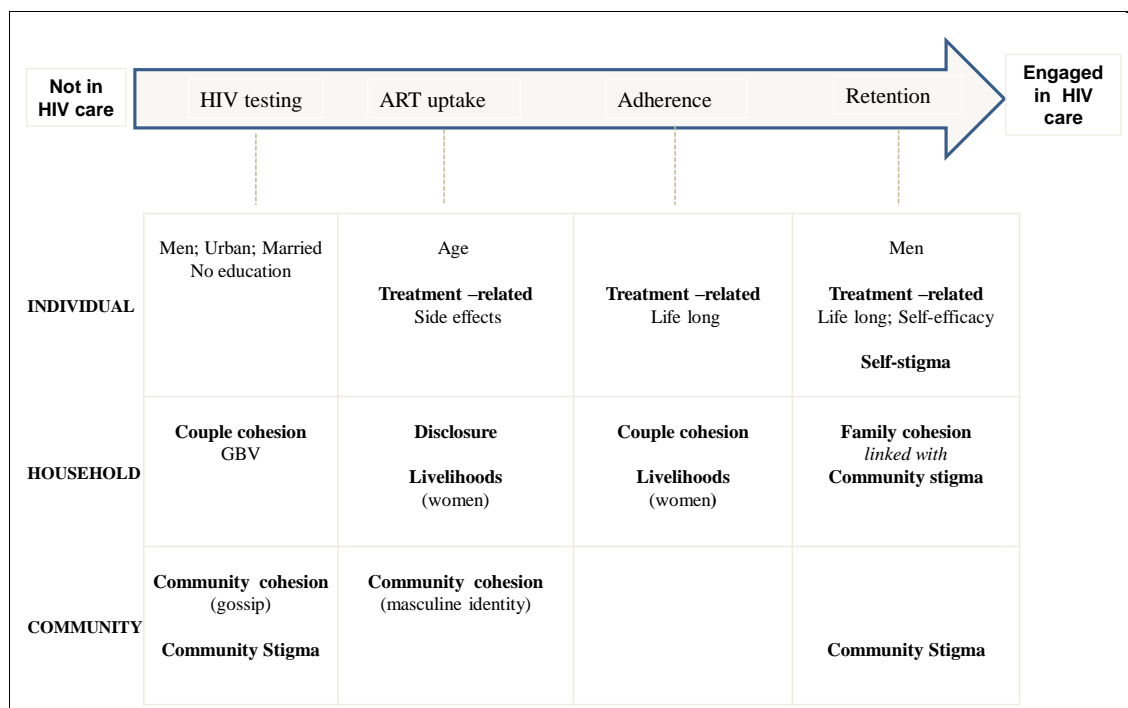 Not in
HIV care
HIV testing
ART uptake
Adherence
Retention
Engaged
in HIV
care
INDIVIDUAL
Men; Urban; Married
No education
Age
Treatment –related
Side effects
Treatment –related
Life long
Men
Treatment –related
Life long; Self-efficacy
Self-stigma
HOUSEHOLD
Couple cohesion
GBV
Disclosure
Livelihoods
(women)
Couple cohesion
Livelihoods
(women)
Family cohesion
linked with
Community stigma
COMMUNITY
Community cohesion
(gossip)
Community Stigma
Community cohesion
(masculine identity)
Community Stigma